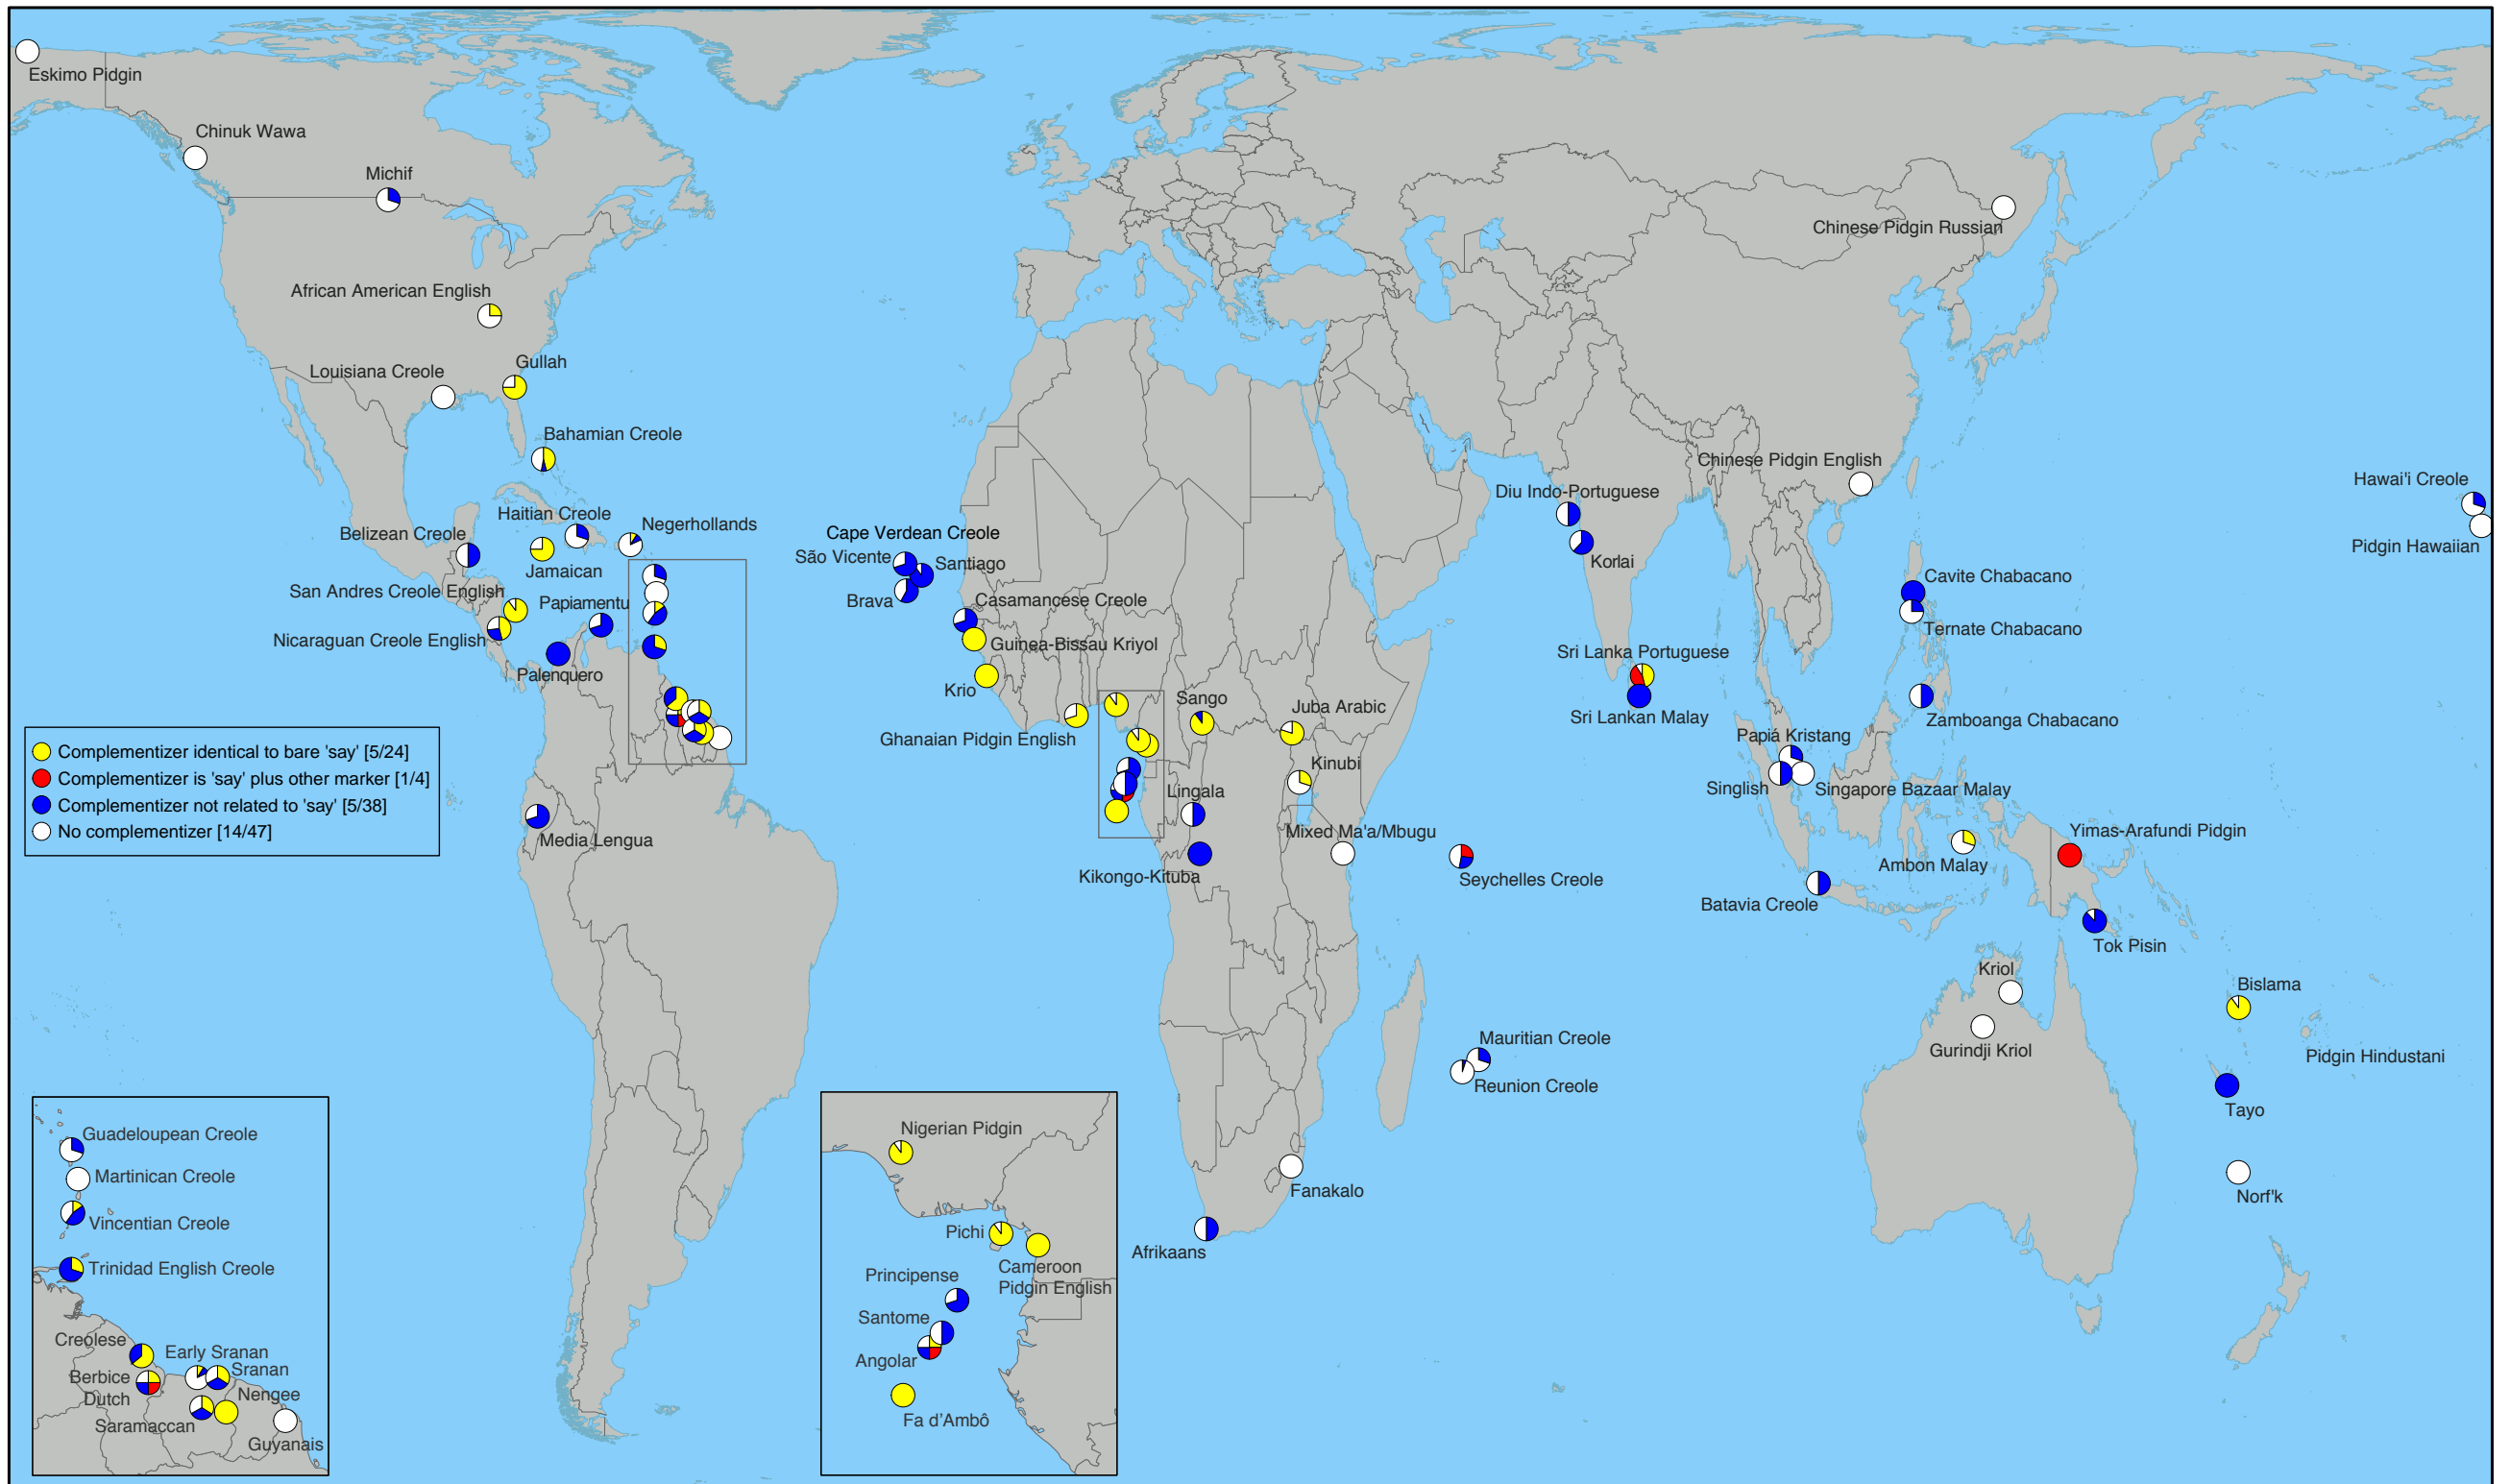 Eskimo Pidgin
Chinuk Wawa
Michif
African American English
Gullah
Louisiana Creole
Bahamian Creole
Haitian Creole
Negerhollands
Belizean Creole
Jamaican
San Andres Creole English
Papiamentu
Nicaraguan Creole English
Palenquero
Media Lengua
Cape Verdean Creole
São Vicente
Santiago
Brava
Casamancese Creole
Guinea-Bissau Kriyol
Krio
Ghanaian Pidgin English
Sango
Juba Arabic
Kinubi
Lingala
Mixed Ma'a/Mbugu
Kikongo-Kituba
Seychelles Creole
Mauritian Creole
Reunion Creole
Fanakalo
Afrikaans
Chinese Pidgin Russian
Chinese Pidgin English
Diu Indo-Portuguese
Korlai
Sri Lanka Portuguese
Sri Lankan Malay
Cavite Chabacano
Ternate Chabacano
Zamboanga Chabacano
Papiá Kristang
Singlish
Singapore Bazaar Malay
Ambon Malay
Batavia Creole
Yimas-Arafundi Pidgin
Tok Pisin
Kriol
Gurindji Kriol
Bislama
Pidgin Hindustani
Tayo
Norf'k
Hawai'i Creole
Pidgin Hawaiian
Complementizer identical to bare 'say' [5/24]
Complementizer is 'say' plus other marker [1/4]
Complementizer not related to 'say' [5/38]
No complementizer [14/47]
Guadeloupean Creole
Martinican Creole
Vincentian Creole
Trinidad English Creole
Creolese
Early Sranan
Sranan
Berbice
Dutch
Nengee
Saramaccan
Guyanais
Nigerian Pidgin
Pichi
Cameroon
Pidgin English
Principense
Santome
Angolar
Fa d'Ambô